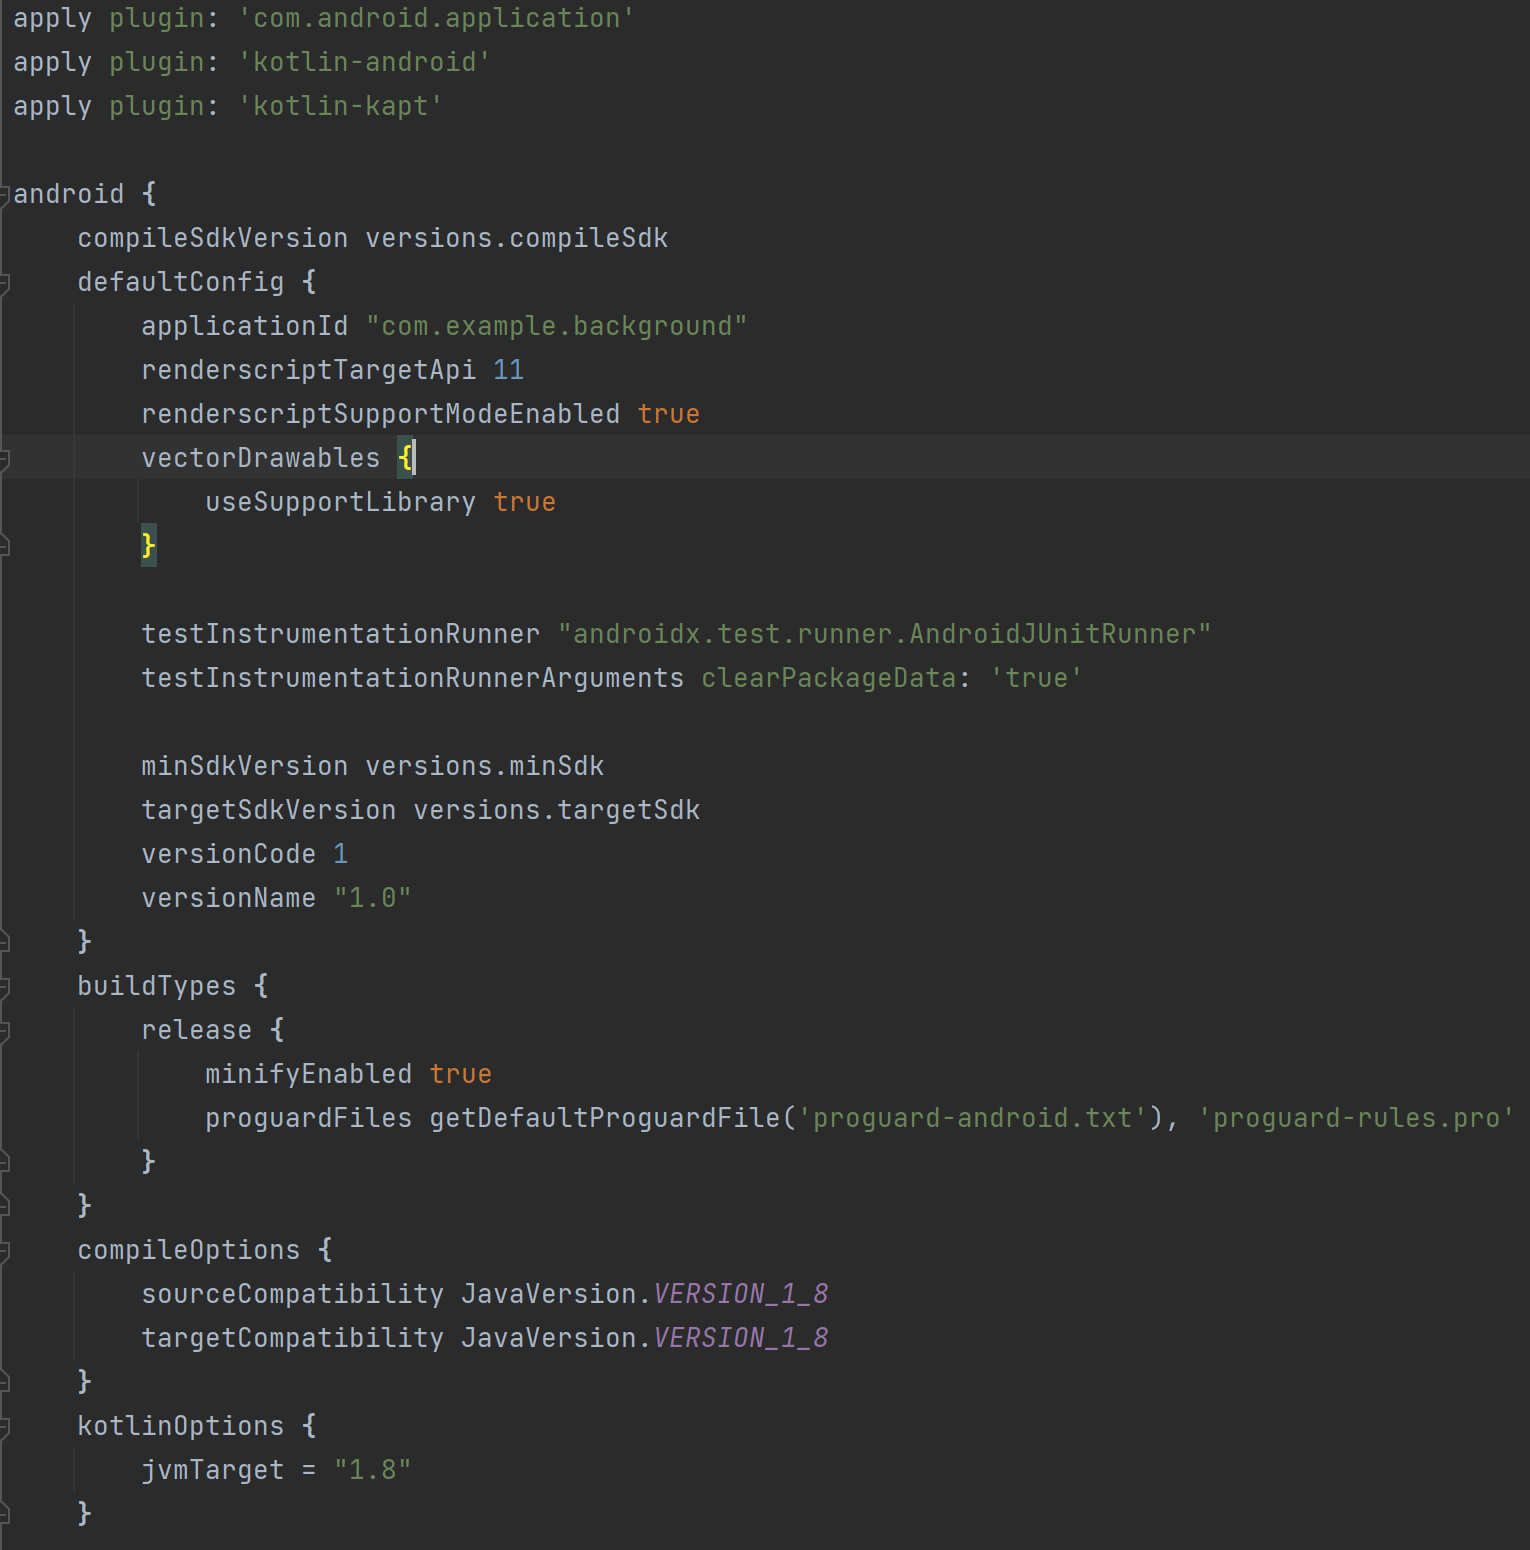 apply plugin: 'com.android.application'
apply plugin: 'kotlin-android'
apply plugin: 'kotlin-kapt'

android {
    compileSdkVersion versions.compileSdk
    defaultConfig {
        applicationId "com.example.background"
        renderscriptTargetApi 11
        renderscriptSupportModeEnabled true
        vectorDrawables {
            useSupportLibrary true
        }

        testInstrumentationRunner "androidx.test.runner.AndroidJUnitRunner"
        testInstrumentationRunnerArguments clearPackageData: 'true'

        minSdkVersion versions.minSdk
        targetSdkVersion versions.targetSdk
        versionCode 1
        versionName "1.0"
    }
    buildTypes {
        release {
            minifyEnabled true
            proguardFiles getDefaultProguardFile('proguard-android.txt'), 'proguard-rules.pro'
        }
    }
    compileOptions {
        sourceCompatibility JavaVersion.VERSION_1_8
        targetCompatibility JavaVersion.VERSION_1_8
    }
    kotlinOptions {
        jvmTarget = "1.8"
    }